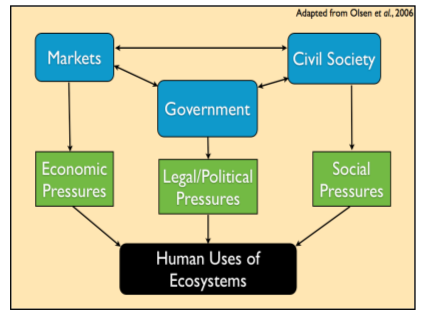 Adapted from Olsen et al., 2006
Markets
Civil Society
Government
Economic
Pressures
Legal/Political
Pressures
Social
Pressures
Human Uses of
Ecosystems